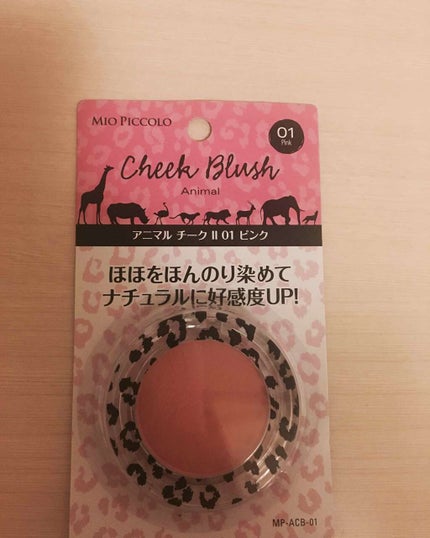 MIO PICCOLO
01
Pink
Cheek Blush
Animal
アニマル チーク II 01 ピンク
ほほをほんのり染めて
ナチュラルに好感度UP!
MP-ACB-01